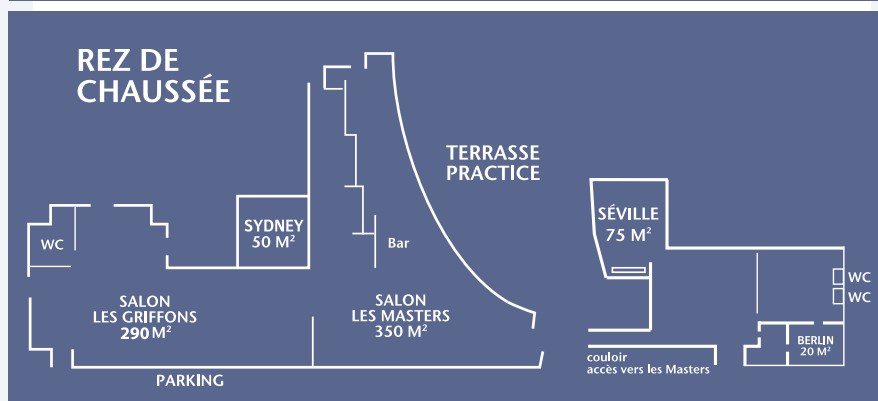 REZ DE
CHAUSSÉE
TERRASSE
PRACTICE
SYDNEY
50 M²
SÉVILLE
75 M²
WC
Bar
WC
WC
SALON
LES GRIFFONS
290 M²
SALON
LES MASTERS
350 M²
BERLIN
20 M²
couloir
accès vers les Masters
PARKING